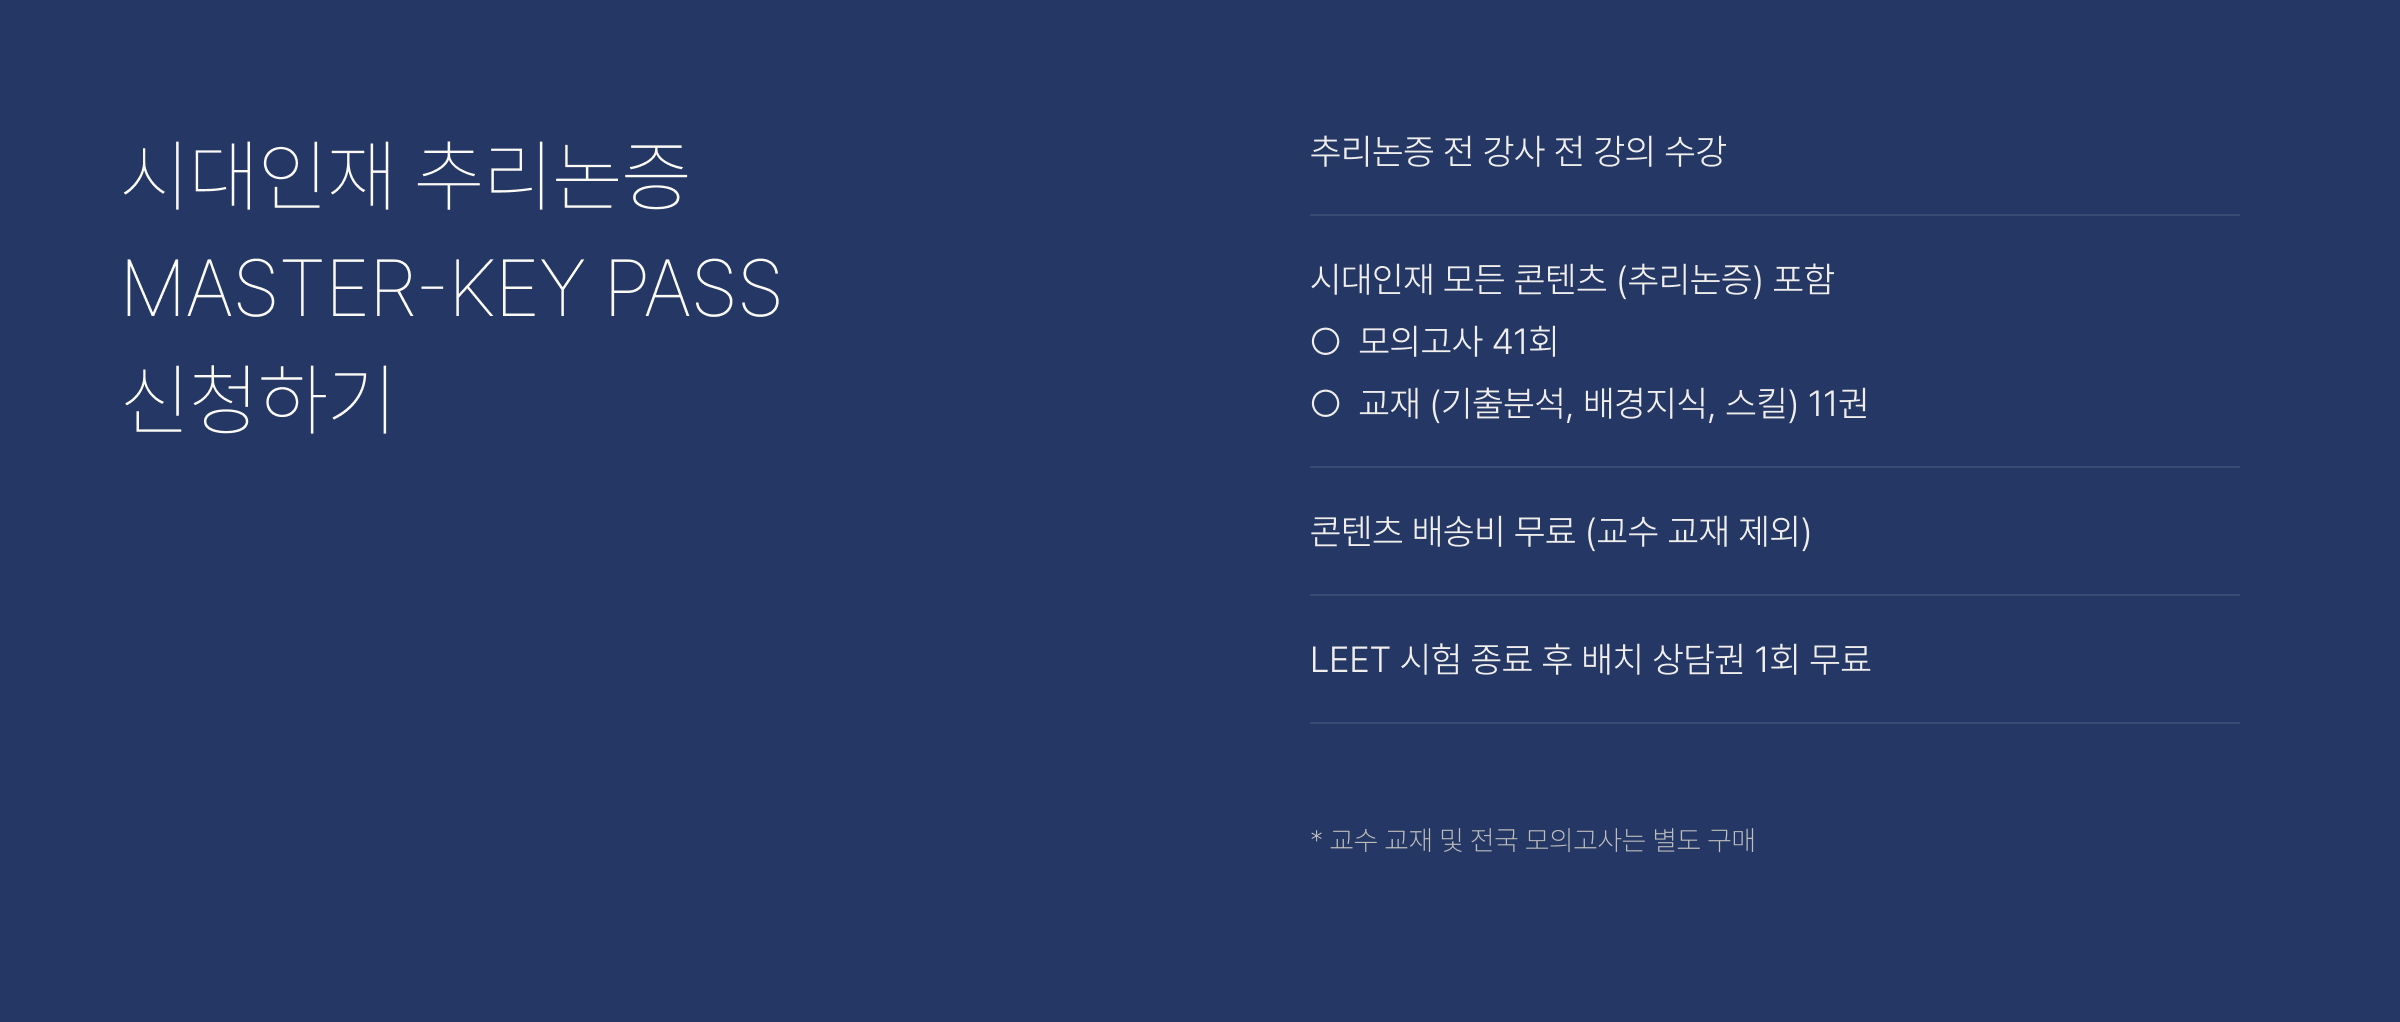 시대인재 추리논증
MASTER-KEY PASS
신청하기
추리논증 전 강사 전 강의 수강
시대인재 모든 콘텐츠 (추리논증) 포함
○ 모의고사 41회
○ 교재 (기출분석, 배경지식, 스킬) 11권
콘텐츠 배송비 무료 (교수 교재 제외)
LEET 시험 종료 후 배치 상담권 1회 무료
* 교수 교재 및 전국 모의고사는 별도 구매